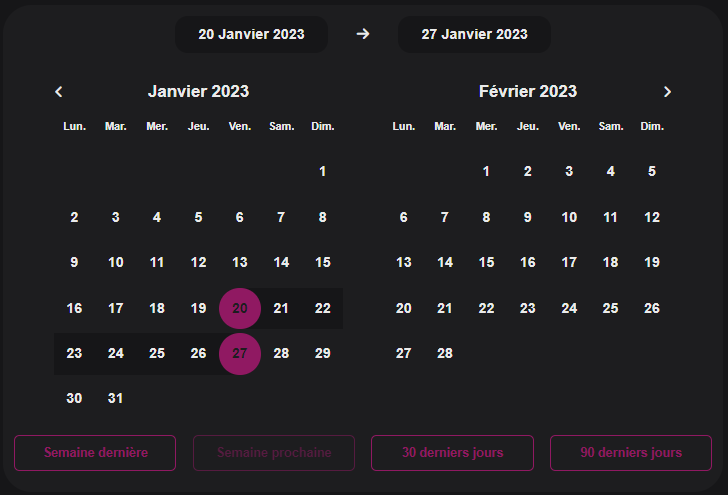 20 Janvier 2023 → 27 Janvier 2023
Janvier 2023 Février 2023
Lun. Mar. Mer. Jeu. Ven. Sam. Dim. Lun. Mar. Mer. Jeu. Ven. Sam. Dim.
1 1 2 3 4 5
2 3 4 5 6 7 8 6 7 8 9 10 11 12
9 10 11 12 13 14 15 13 14 15 16 17 18 19
16 17 18 19 20 21 22 20 21 22 23 24 25 26
23 24 25 26 27 28 29 27 28
30 31
Semaine dernière Semaine prochaine 30 derniers jours 90 derniers jours